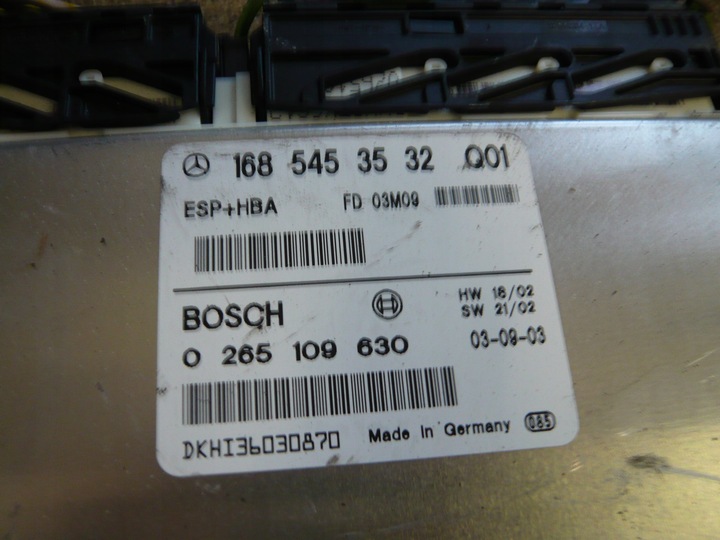 168 545 35 32 Q01
ESP+HBA FD 03M09
BOSCH HW 18/02
SW 21/02
0 265 109 630 03-09-03
DKHI36030870 Made in Germany 085